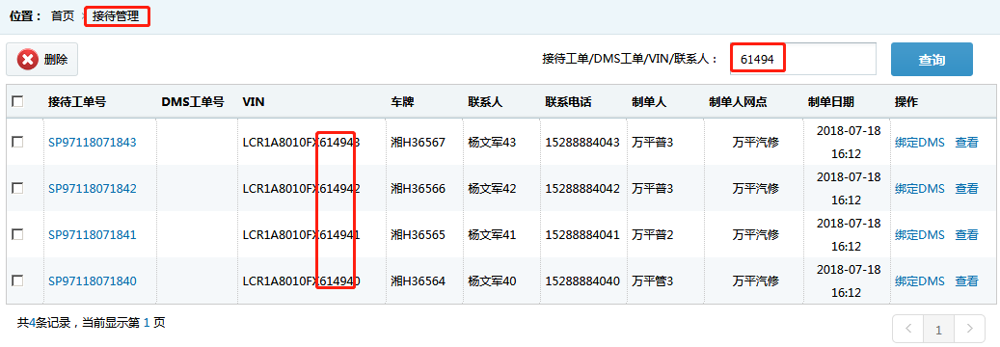 位置： 首页 > 接待管理
删除 接待工单/DMS工单/VIN/联系人： 61494 查询
接待工单号 DMS工单号 VIN 车牌 联系人 联系电话 制单人 制单人网点 制单日期 操作
SP97118071843 LCR1A8010FX614943 湘H36567 杨文军43 15288884043 万平普3 万平汽修 2018-07-18 16:12 绑定DMS 查看
SP97118071842 LCR1A8010FX614942 湘H36566 杨文军42 15288884042 万平普3 万平汽修 2018-07-18 16:12 绑定DMS 查看
SP97118071841 LCR1A8010FX614941 湘H36565 杨文军41 15288884041 万平普2 万平汽修 2018-07-18 16:12 绑定DMS 查看
SP97118071840 LCR1A8010FX614940 湘H36564 杨文军40 15288884040 万平管3 万平汽修 2018-07-18 16:12 绑定DMS 查看
共4条记录，当前显示第 1 页 < 1 >